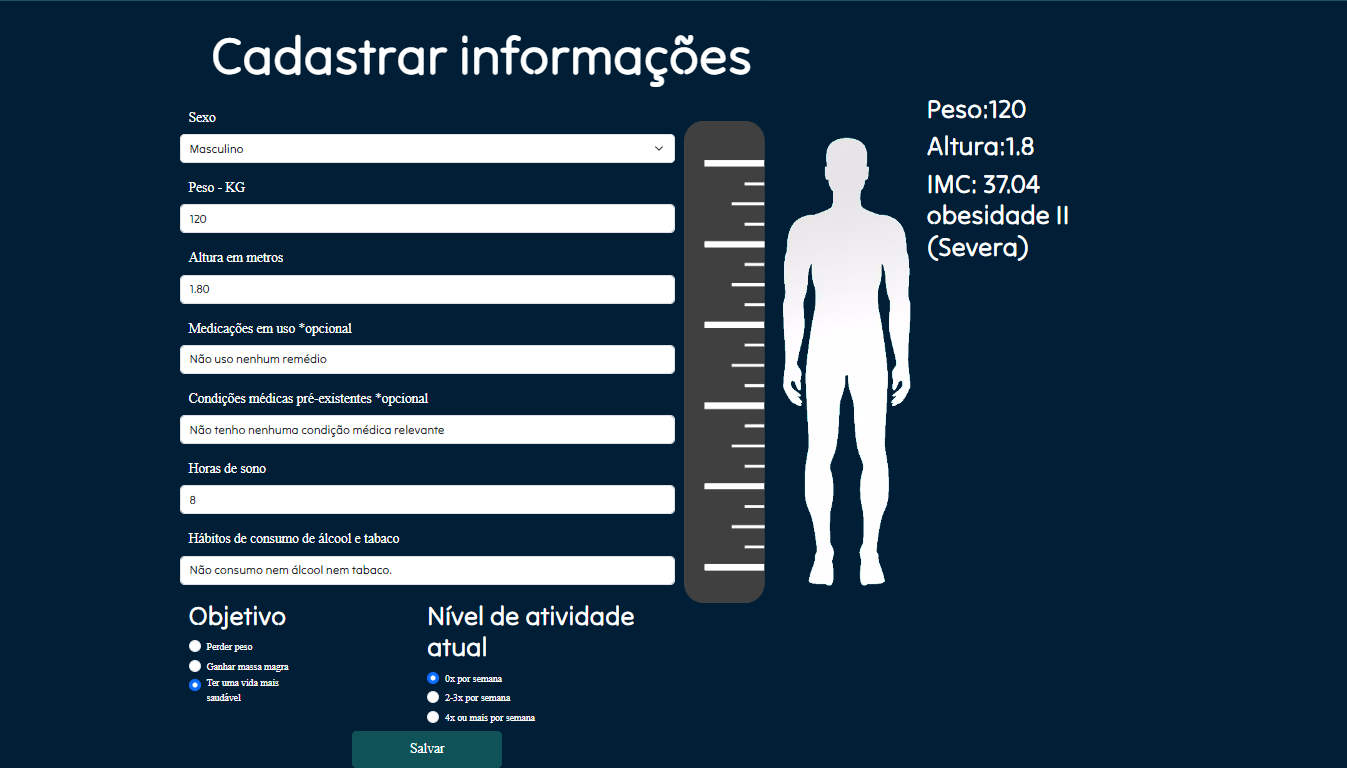 Cadastrar informações
Sexo
Masculino
Peso - KG
120
Altura em metros
1.80
Medicações em uso *opcional
Não uso nenhum remédio
Condições médicas pré-existentes *opcional
Não tenho nenhuma condição médica relevante
Horas de sono
8
Hábitos de consumo de álcool e tabaco
Não consumo nem álcool nem tabaco.
Objetivo
Perder peso
Ganhar massa magra
Ter uma vida mais
saudável
Nível de atividade
atual
0x por semana
2-3x por semana
4x ou mais por semana
Salvar
Peso:120
Altura:1.8
IMC: 37.04
obesidade II
(Severa)